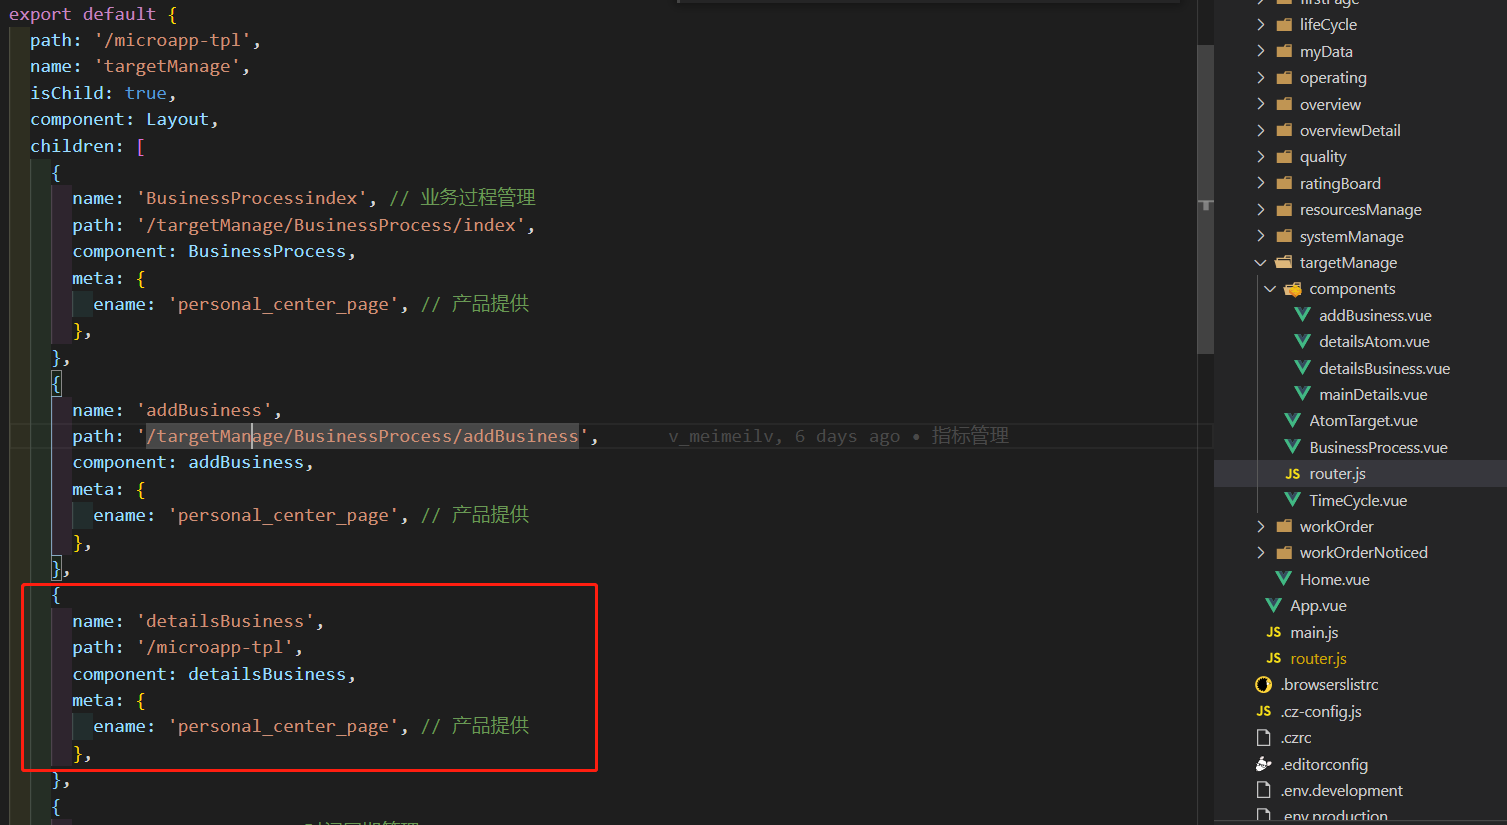 export default {
path: '/microapp-tpl',
name: 'targetManage',
isChild: true,
component: Layout,
children: [
{
name: 'BusinessProcessindex', // 业务过程管理
path: '/targetManage/BusinessProcess/index',
component: BusinessProcess,
meta: {
ename: 'personal_center_page', // 产品提供
},
},
{
name: 'addBusiness',
path: '/targetManage/BusinessProcess/addBusiness', v_meimeilv, 6 days ago • 指标管理
component: addBusiness,
meta: {
ename: 'personal_center_page', // 产品提供
},
},
{
name: 'detailsBusiness',
path: '/microapp-tpl',
component: detailsBusiness,
meta: {
ename: 'personal_center_page', // 产品提供
},
},
{
firstPage
lifeCycle
myData
operating
overview
overviewDetail
quality
ratingBoard
resourcesManage
systemManage
targetManage
components
addBusiness.vue
detailsAtom.vue
detailsBusiness.vue
mainDetails.vue
AtomTarget.vue
BusinessProcess.vue
JS router.js
TimeCycle.vue
workOrder
workOrderNoticed
Home.vue
App.vue
JS main.js
JS router.js
.browserslistrc
JS .cz-config.js
.czrc
.editorconfig
.env.development
.env.production